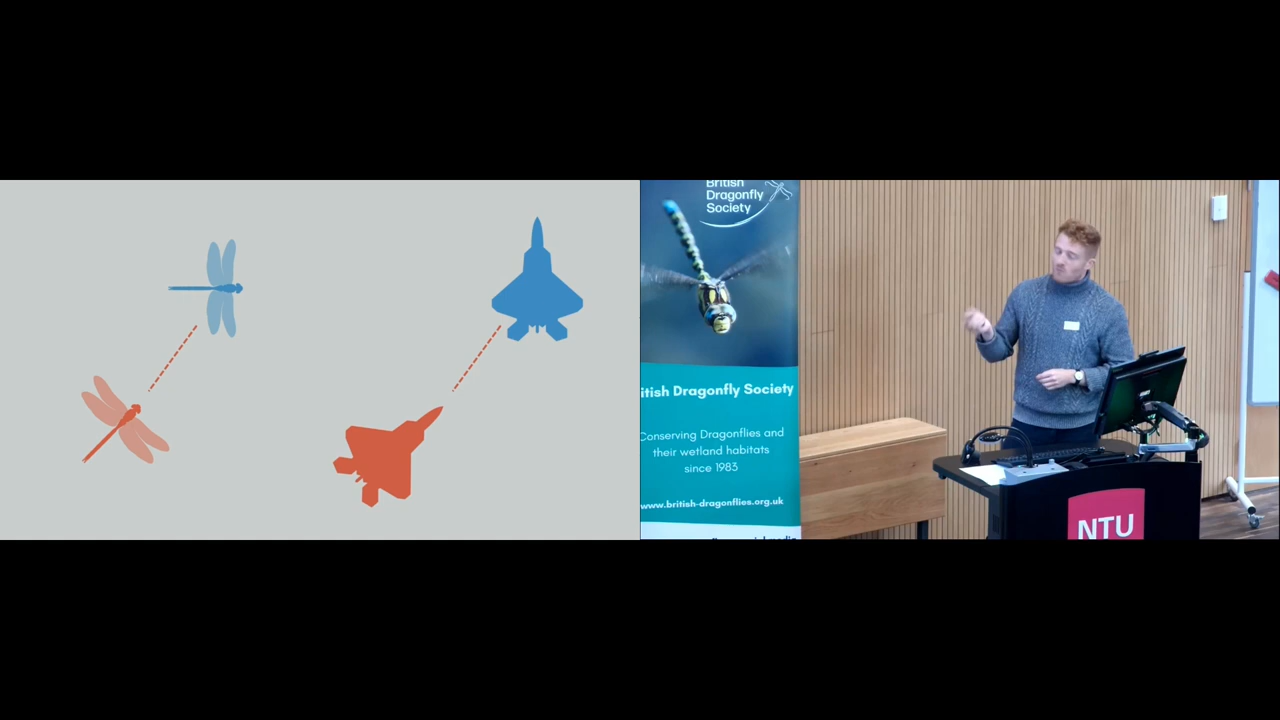 British
Dragonfly
Society
itish Dragonfly Society
Conserving Dragonflies and
their wetland habitats
since 1983
www.british-dragonflies.org.uk
NTU